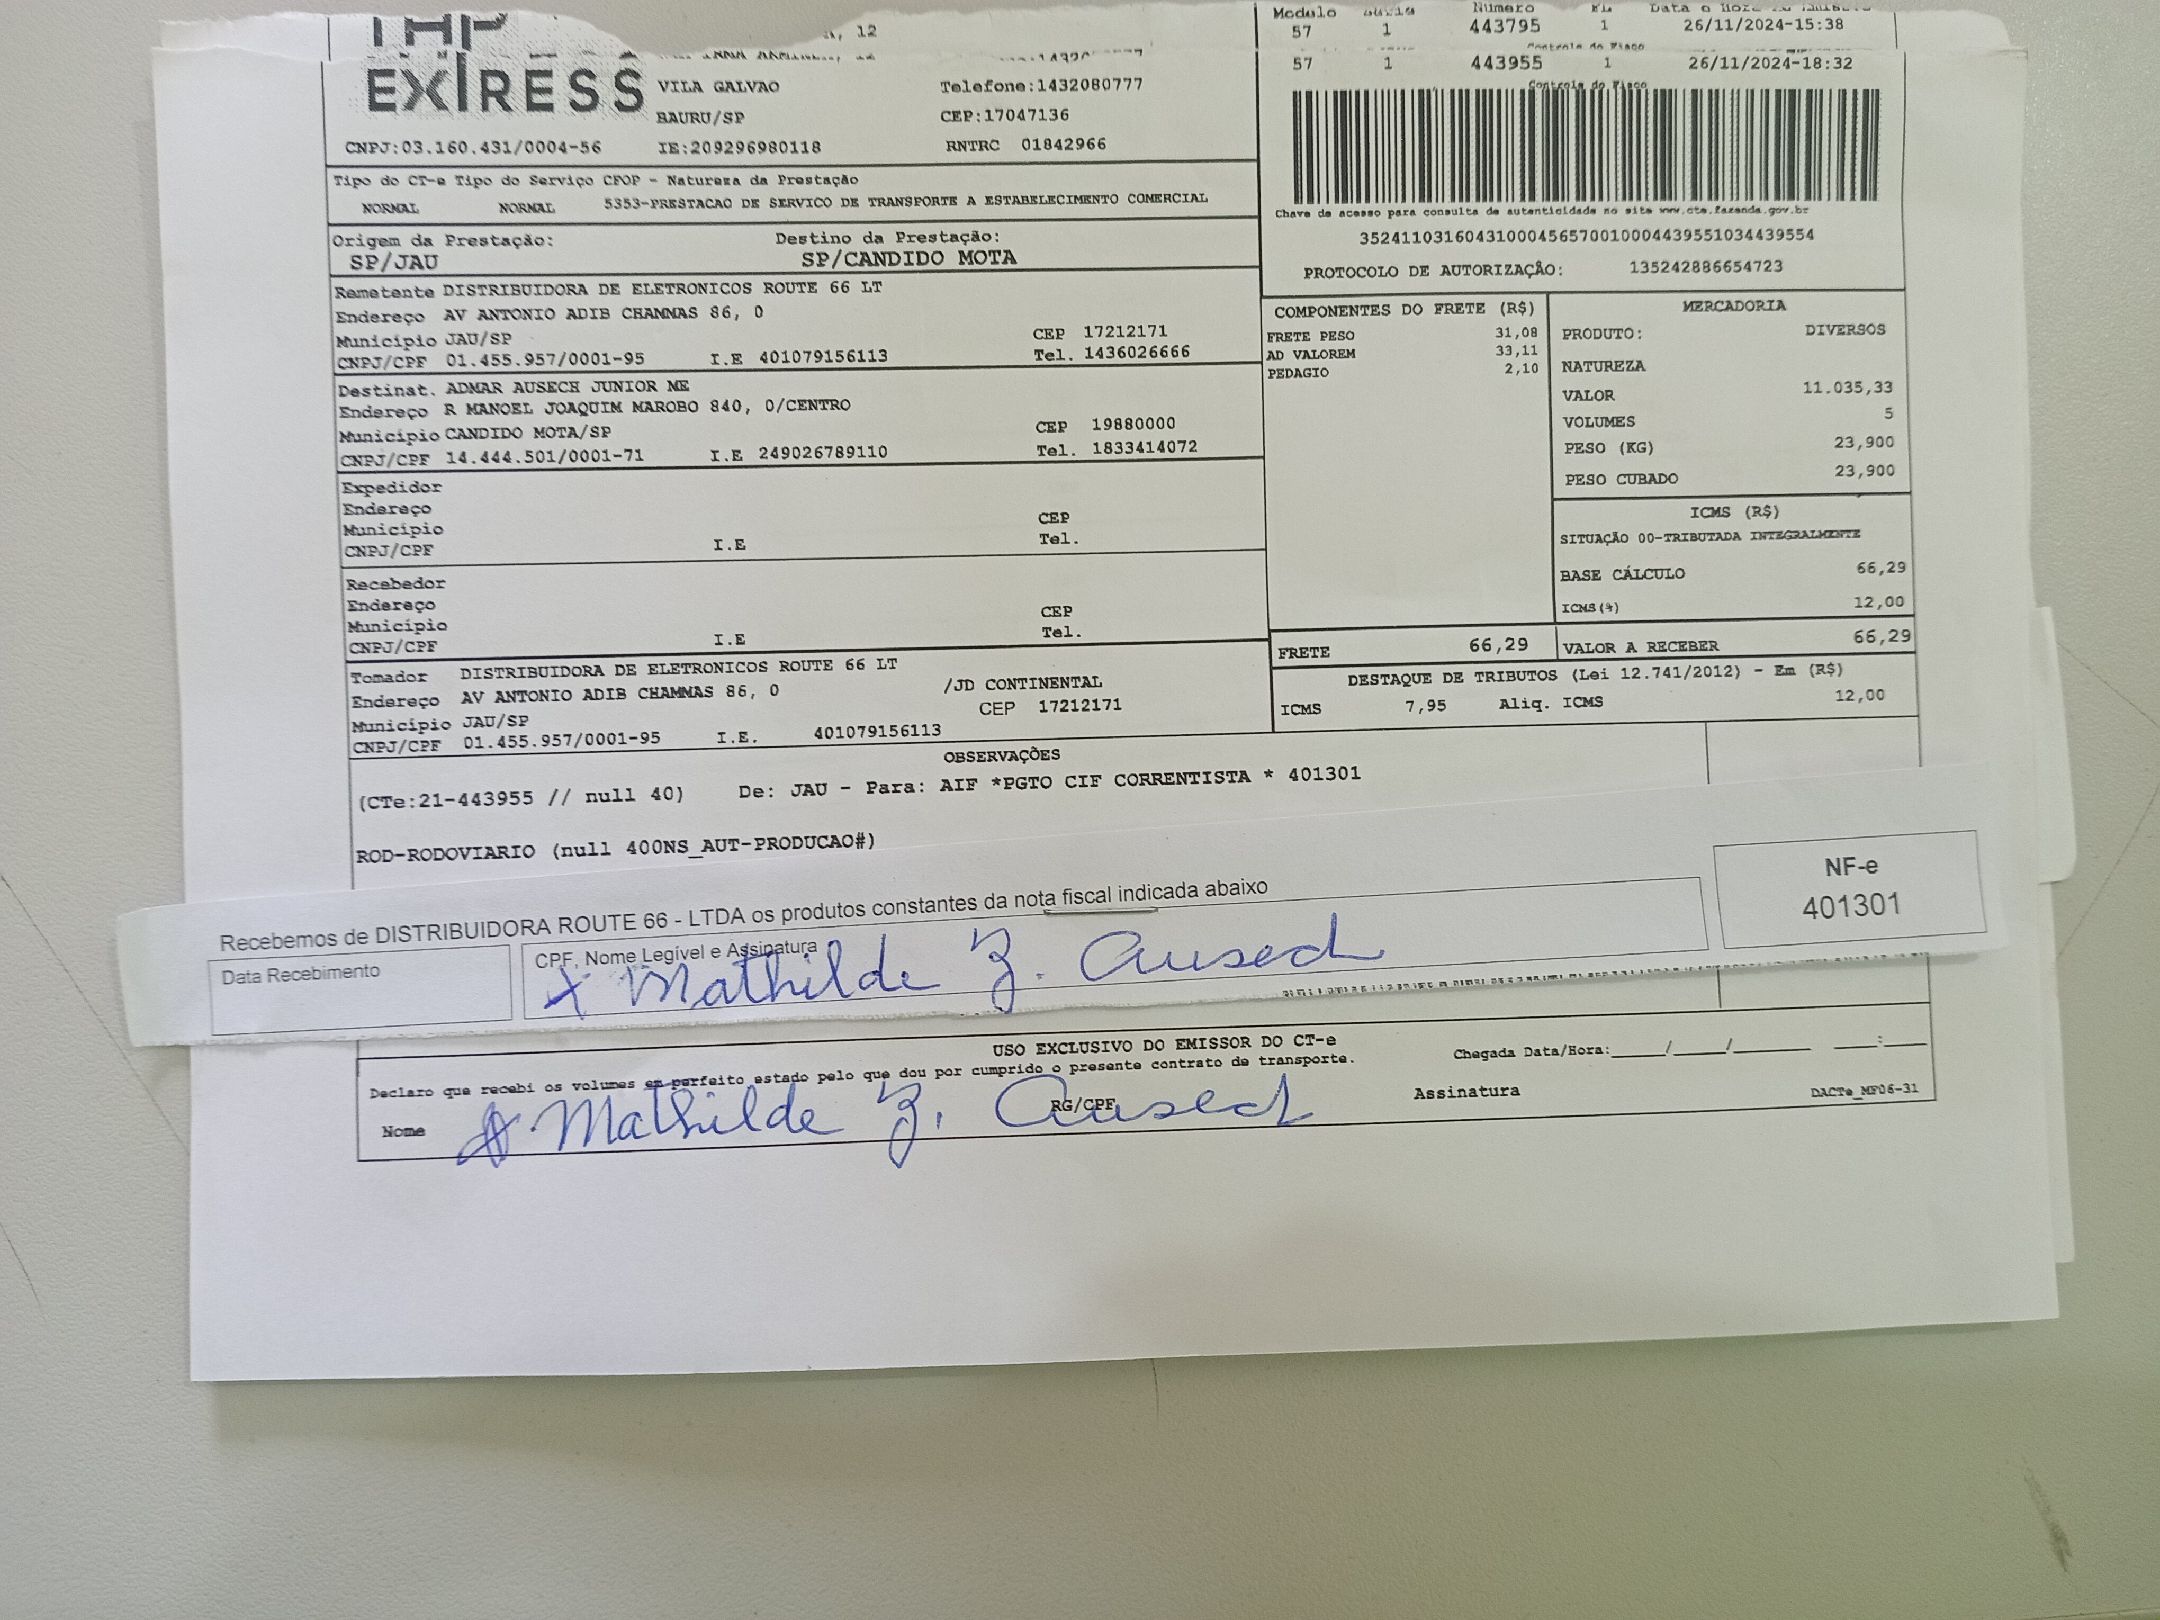 , 12
Modulo Número Data
57 1 443795 1 26/11/2024-15:38
EXPRESS
57 1 443955 1 26/11/2024-18:32
Controle do Fisco
VILA GALVAO Telefone:1432080777
BAURU/SP CEP:17047136
CNPJ:03.160.431/0004-56 IE:209296980118 RNTRC 01842966
Tipo do CT-e Tipo do Serviço CFOP - Natureza da Prestação
NORMAL NORMAL 5353-PRESTACAO DE SERVICO DE TRANSPORTE A ESTABELECIMENTO COMERCIAL
Chave de acesso para consulta de autenticidade no site www.cte.fazenda.gov.br
35241103160431000456570010004439551034439554
PROTOCOLO DE AUTORIZAÇÃO: 135242886654723
Origem da Prestação: Destino da Prestação:
SP/JAU SP/CANDIDO MOTA
Remetente DISTRIBUIDORA DE ELETRONICOS ROUTE 66 LT
Endereço AV ANTONIO ADIB CHAMMAS 86, 0
Município JAU/SP CEP 17212171
CNPJ/CPF 01.455.957/0001-95 I.E 401079156113 Tel. 1436026666
Destinat. ADMAR AUSECH JUNIOR ME
Endereço R MANOEL JOAQUIM MAROBO 840, 0/CENTRO
Município CANDIDO MOTA/SP CEP 19880000
CNPJ/CPF 14.444.501/0001-71 I.E 249026789110 Tel. 1833414072
Expedidor
Endereço
Município CEP
CNPJ/CPF I.E Tel.
Recebedor
Endereço
Município CEP
CNPJ/CPF I.E Tel.
Tomador DISTRIBUIDORA DE ELETRONICOS ROUTE 66 LT
Endereço AV ANTONIO ADIB CHAMMAS 86, 0 /JD CONTINENTAL
Município JAU/SP CEP 17212171
CNPJ/CPF 01.455.957/0001-95 I.E. 401079156113
COMPONENTES DO FRETE (R$)
FRETE PESO 31,08
AD VALOREM 33,11
PEDAGIO 2,10
MERCADORIA
PRODUTO: DIVERSOS
NATUREZA
VALOR 11.035,33
VOLUMES 5
PESO (KG) 23,900
PESO CUBADO 23,900
ICMS (R$)
SITUAÇÃO 00-TRIBUTADA INTEGRALMENTE
BASE CÁLCULO 66,29
ICMS(%) 12,00
FRETE 66,29 VALOR A RECEBER 66,29
DESTAQUE DE TRIBUTOS (Lei 12.741/2012) - Em (R$)
ICMS 7,95 Aliq. ICMS 12,00
OBSERVAÇÕES
(CTe:21-443955 // null 40) De: JAU - Para: AIF *PGTO CIF CORRENTISTA * 401301
ROD-RODOVIARIO (null 400NS_AUT-PRODUCAO#)
Recebemos de DISTRIBUIDORA ROUTE 66 - LTDA os produtos constantes da nota fiscal indicada abaixo
Data Recebimento
CPF, Nome Legível e Assinatura
Mathilde Z. Ausech
NF-e
401301
USO EXCLUSIVO DO EMISSOR DO CT-e
Declaro que recebi os volumes em perfeito estado pelo que dou por cumprido o presente contrato de transporte.
Chegada Data/Hora:____/____/______ ___:___
Nome Mathilde Z. Ausech RG/CPF Assinatura DACTe_MF06-31